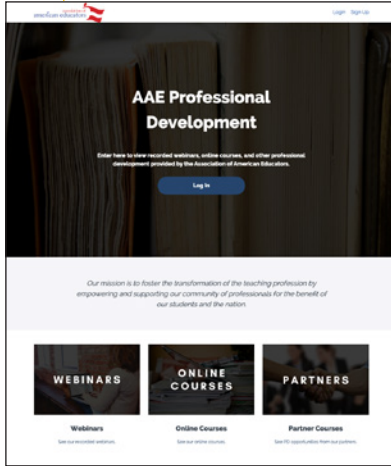 american educators
Login Sign Up
AAE Professional
Development
Enter here to view recorded webinars, online courses, and other professional
development provided by the Association of American Educators.
Log In
Our mission is to foster the transformation of the teaching profession by
empowering and supporting our community of professionals for the benefit of
our students and the nation.
WEBINARS
ONLINE
COURSES
PARTNERS
Webinars
Online Courses
Partner Courses
See our recorded webinars.
See our online courses.
See PD opportunities from our partners.